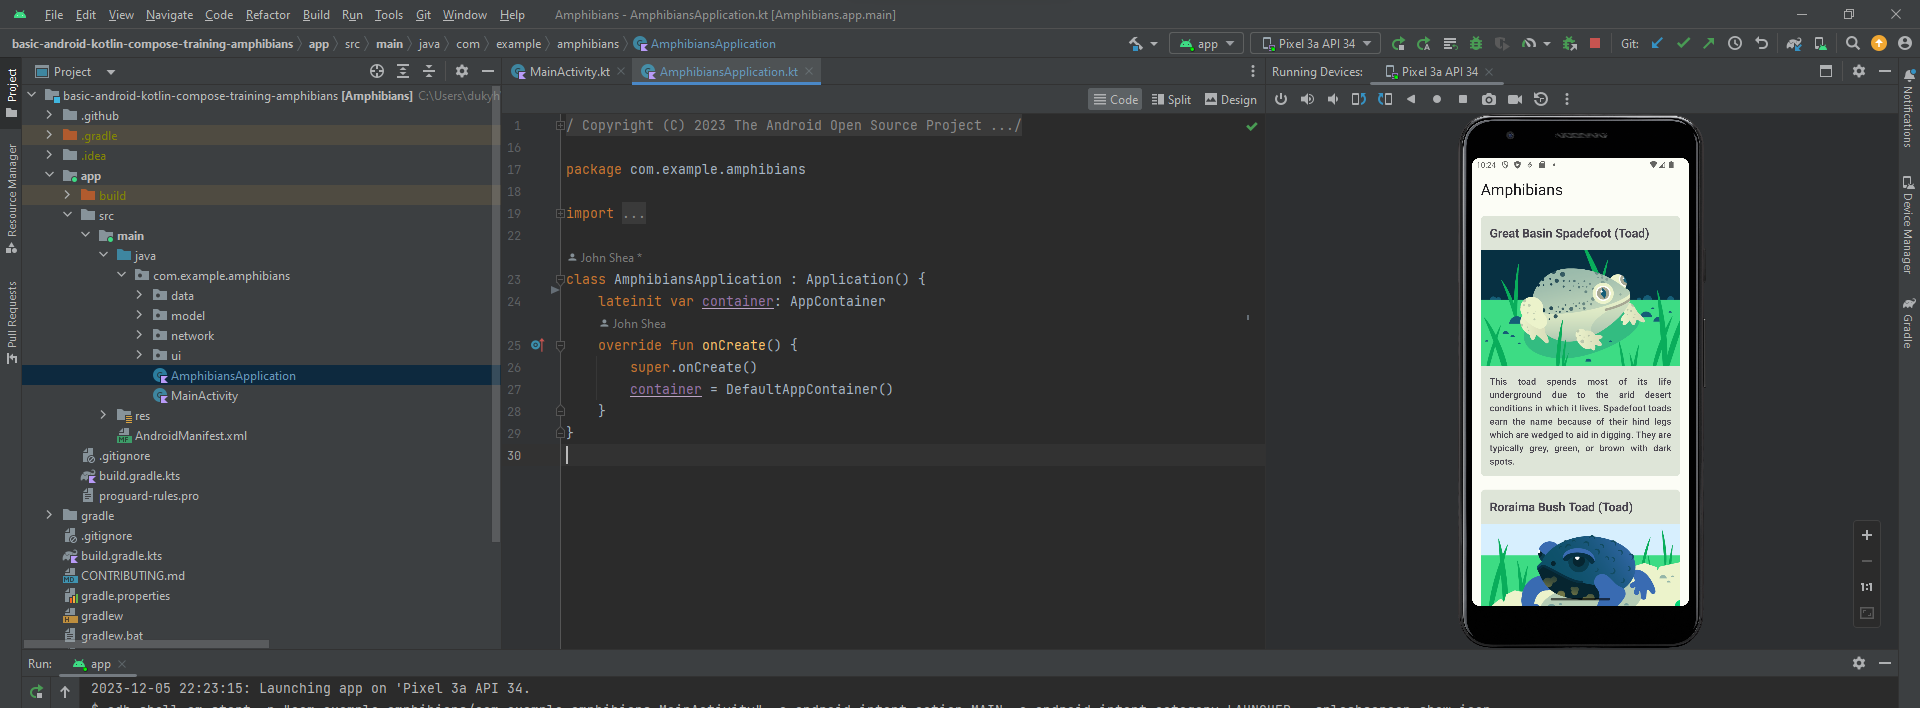 File Edit View Navigate Code Refactor Build Run Tools Git Window Help Amphibians - AmphibiansApplication.kt [Amphibians.app.main]
basic-android-kotlin-compose-training-amphibians app src main java com example amphibians AmphibiansApplication app Pixel 3a API 34 Git:
Project
MainActivity.kt AmphibiansApplication.kt
Running Devices: Pixel 3a API 34
Code Split Design
Project
Resource Manager
Pull Requests
basic-android-kotlin-compose-training-amphibians [Amphibians] C:\Users\dukyh
.github
.gradle
.idea
app
build
src
main
java
com.example.amphibians
data
model
network
ui
AmphibiansApplication
MainActivity
res
AndroidManifest.xml
.gitignore
build.gradle.kts
proguard-rules.pro
gradle
.gitignore
build.gradle.kts
CONTRIBUTING.md
gradle.properties
gradlew
gradlew.bat
1 / Copyright (C) 2023 The Android Open Source Project .../
16
17 package com.example.amphibians
18
19 import ...
22
John Shea *
23 class AmphibiansApplication : Application() {
24 lateinit var container: AppContainer
John Shea
25 override fun onCreate() {
26 super.onCreate()
27 container = DefaultAppContainer()
28 }
29 }
30
10:24
Amphibians
Great Basin Spadefoot (Toad)
This toad spends most of its life
underground due to the arid desert
conditions in which it lives. Spadefoot toads
earn the name because of their hind legs
which are wedged to aid in digging. They are
typically grey, green, or brown with dark
spots.
Roraima Bush Toad (Toad)
1:1
Notifications
Device Manager
Gradle
Run: app
2023-12-05 22:23:15: Launching app on 'Pixel 3a API 34.